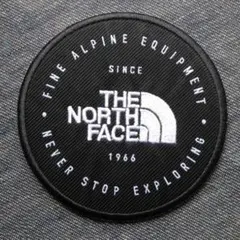 • FINE ALPINE EQUIPMENT •
SINCE
THE
NORTH
FACE
1966
NEVER STOP EXPLORING